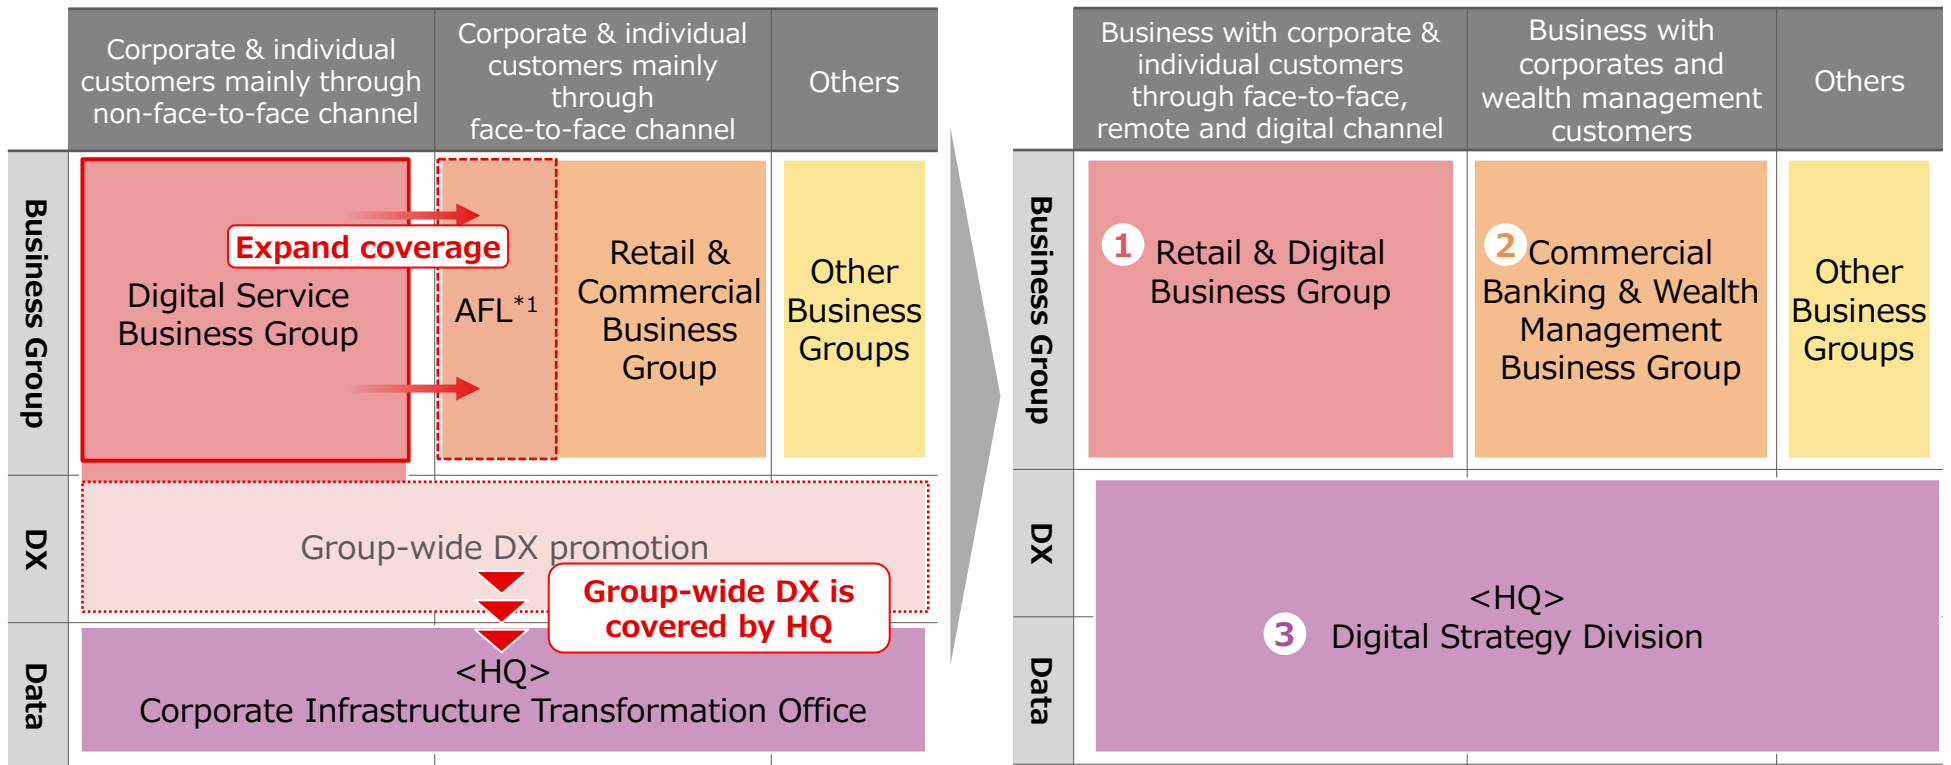 Corporate & individual
customers mainly through
non-face-to-face channel
Corporate & individual
customers mainly
through
face-to-face channel
Others
Business Group
Digital Service
Business Group
Expand coverage
AFL*1
Retail &
Commercial
Business
Group
Other
Business
Groups
DX
Group-wide DX promotion
Group-wide DX is
covered by HQ
Data
<HQ>
Corporate Infrastructure Transformation Office
Business with corporate &
individual customers
through face-to-face,
remote and digital channel
Business with
corporates and
wealth management
customers
Others
Business Group
1 Retail & Digital
Business Group
2 Commercial
Banking & Wealth
Management
Business Group
Other
Business
Groups
DX
Data
<HQ>
3 Digital Strategy Division